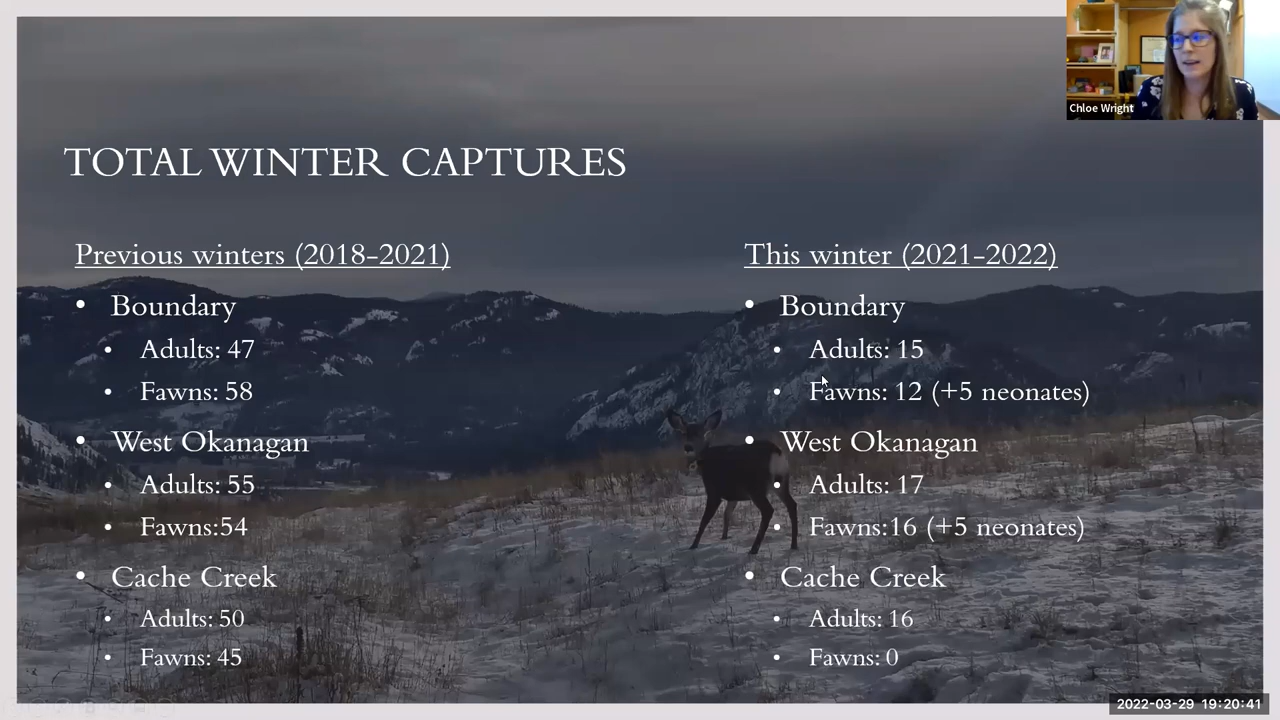 Chloe Wright
TOTAL WINTER CAPTURES
Previous winters (2018-2021)
• Boundary
• Adults: 47
• Fawns: 58
• West Okanagan
• Adults: 55
• Fawns:54
• Cache Creek
• Adults: 50
• Fawns: 45
This winter (2021-2022)
• Boundary
• Adults: 15
• Fawns: 12 (+5 neonates)
• West Okanagan
• Adults: 17
• Fawns:16 (+5 neonates)
• Cache Creek
• Adults: 16
• Fawns: 0
2022-03-29 19:20:41